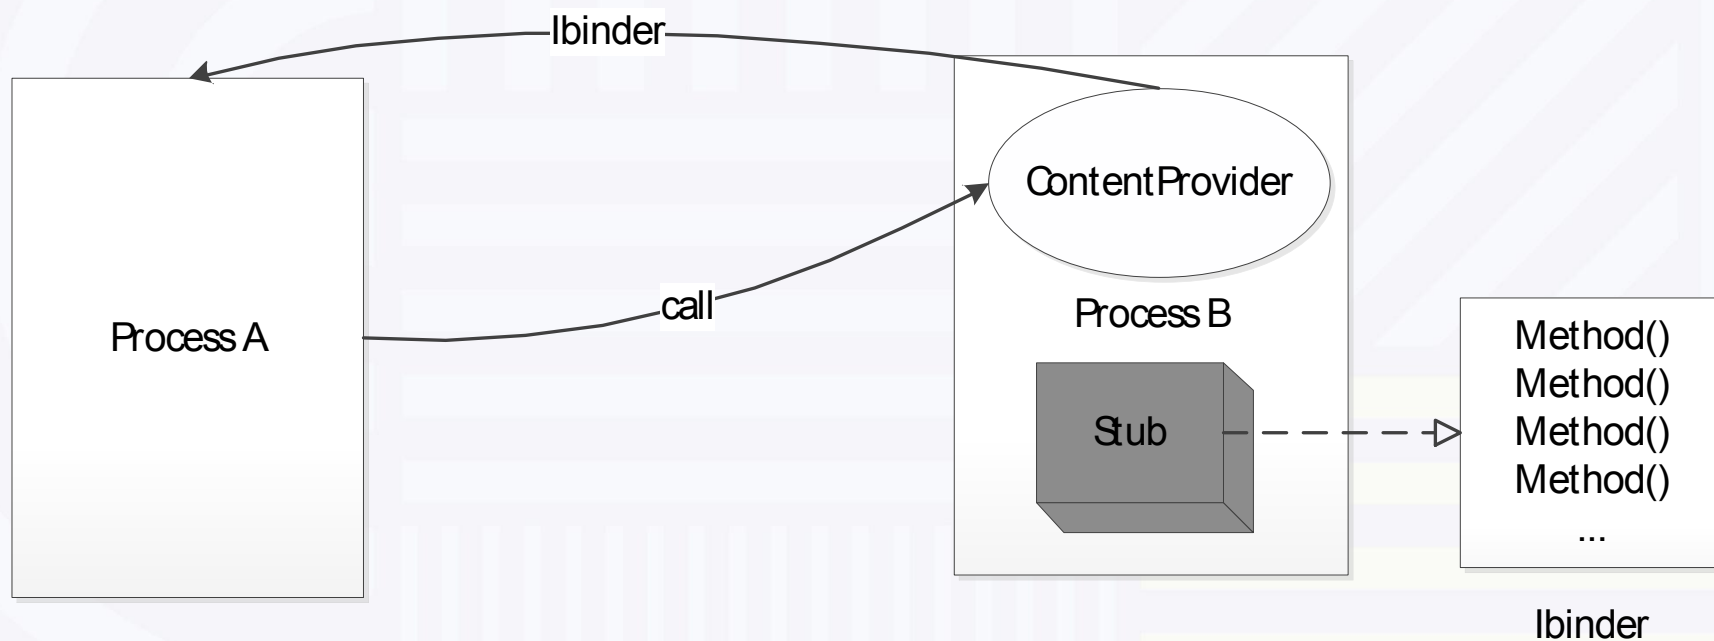 Ibinder
ContentProvider
call
Process A
Process B
Stub
Method()
Method()
Method()
Method()
...
Ibinder